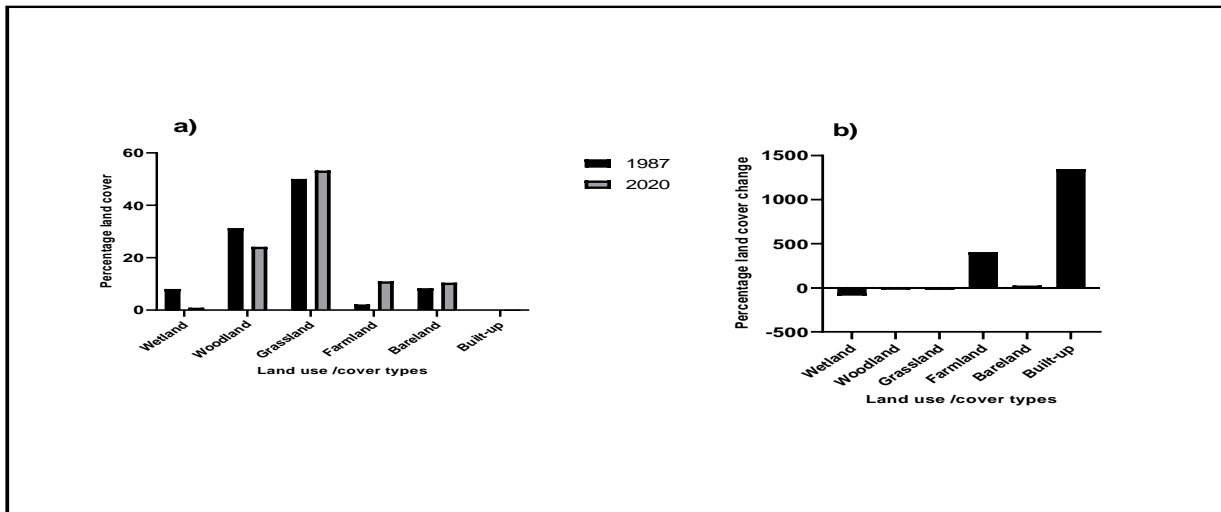 a)
Percentage land cover
60
40
20
0
Wetland
Woodland
Grassland
Farmland
Bareland
Built-up
Land use /cover types
1987
2020
b)
Percentage land cover change
1500
1000
500
0
-500
Wetland
Woodland
Grassland
Farmland
Bareland
Built-up
Land use /cover types